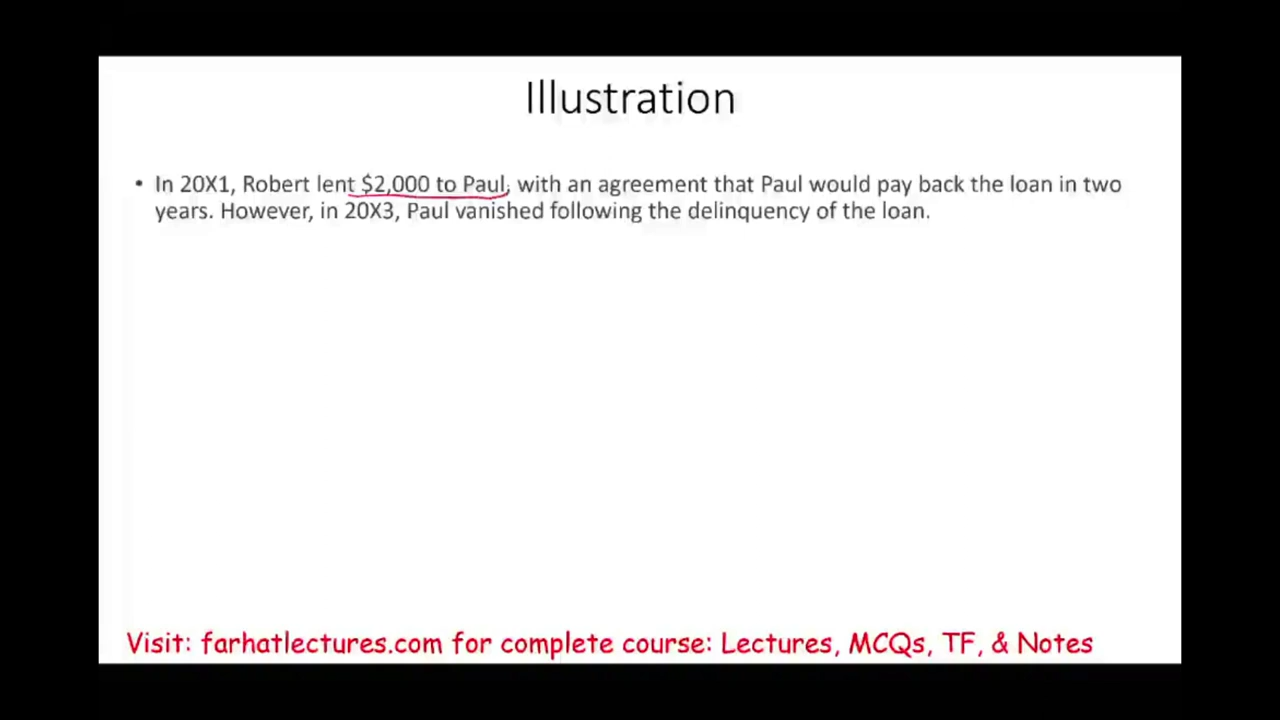 Illustration
• In 20X1, Robert lent $2,000 to Paul, with an agreement that Paul would pay back the loan in two
years. However, in 20X3, Paul vanished following the delinquency of the loan.
Visit: farhatlectures.com for complete course: Lectures, MCQs, TF, & Notes